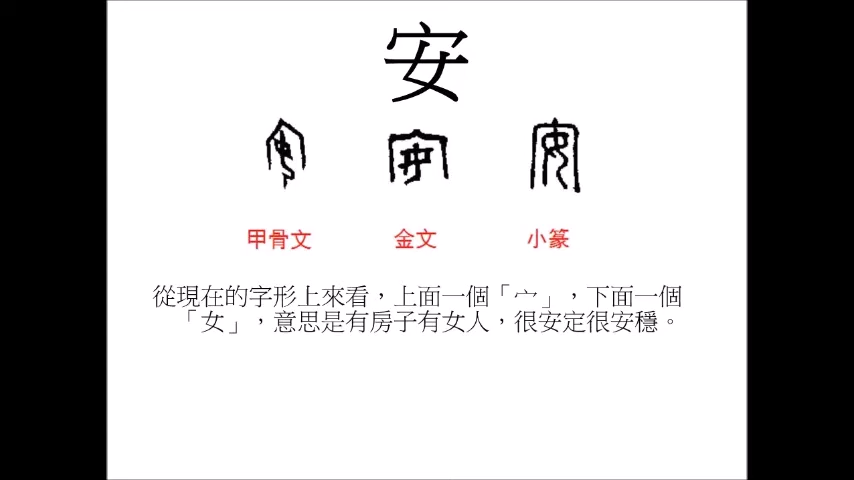 安
甲骨文 金文 小篆
從現在的字形上來看，上面一個「宀」，下面一個
「女」，意思是有房子有女人，很安定很安穩。